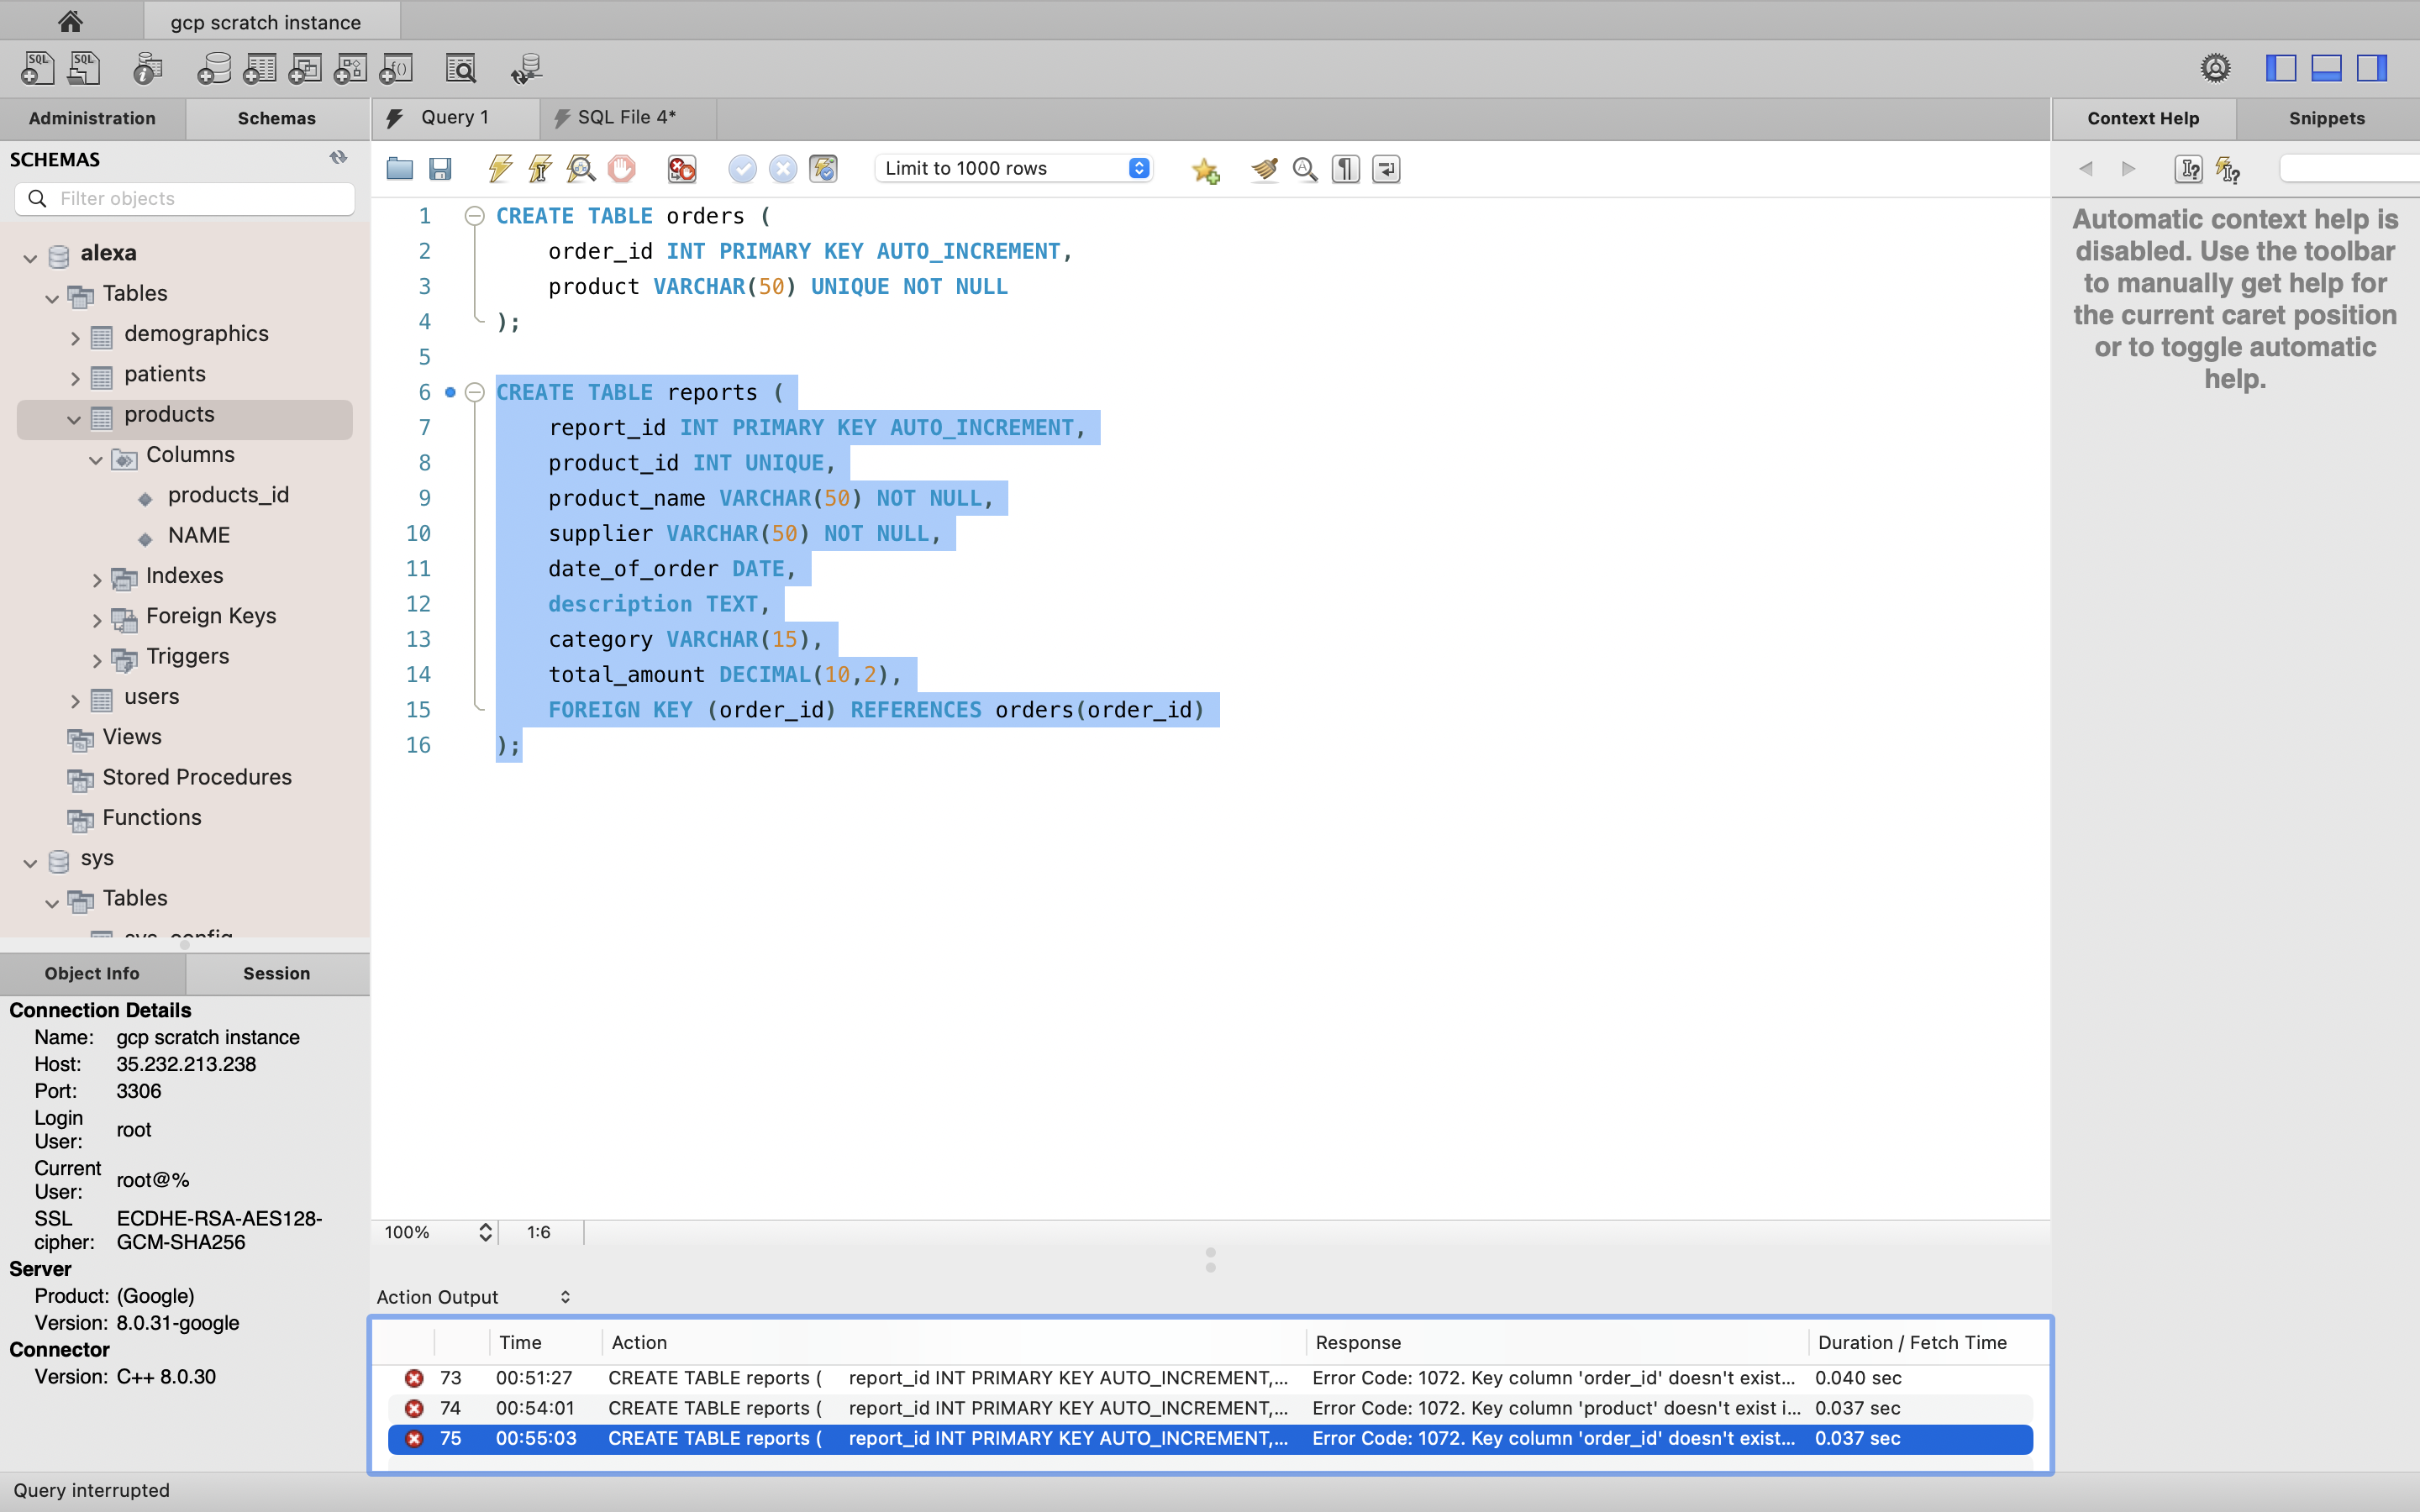 gcp scratch instance
SQL SQL
Administration Schemas
Query 1 SQL File 4*
Context Help Snippets
SCHEMAS
Limit to 1000 rows
Filter objects
alexa
Tables
demographics
patients
products
Columns
products_id
NAME
Indexes
Foreign Keys
Triggers
users
Views
Stored Procedures
Functions
sys
Tables
sys_config
1 CREATE TABLE orders (
2 order_id INT PRIMARY KEY AUTO_INCREMENT,
3 product VARCHAR(50) UNIQUE NOT NULL
4 );
5
6 CREATE TABLE reports (
7 report_id INT PRIMARY KEY AUTO_INCREMENT,
8 product_id INT UNIQUE,
9 product_name VARCHAR(50) NOT NULL,
10 supplier VARCHAR(50) NOT NULL,
11 date_of_order DATE,
12 description TEXT,
13 category VARCHAR(15),
14 total_amount DECIMAL(10,2),
15 FOREIGN KEY (order_id) REFERENCES orders(order_id)
16 );
Automatic context help is
disabled. Use the toolbar
to manually get help for
the current caret position
or to toggle automatic
help.
Object Info Session
Connection Details
Name: gcp scratch instance
Host: 35.232.213.238
Port: 3306
Login
User: root
Current
User: root@%
SSL ECDHE-RSA-AES128-
cipher: GCM-SHA256
Server
Product: (Google)
Version: 8.0.31-google
Connector
Version: C++ 8.0.30
100% 1:6
Action Output
Time Action Response Duration / Fetch Time
73 00:51:27 CREATE TABLE reports ( report_id INT PRIMARY KEY AUTO_INCREMENT,... Error Code: 1072. Key column 'order_id' doesn't exist... 0.040 sec
74 00:54:01 CREATE TABLE reports ( report_id INT PRIMARY KEY AUTO_INCREMENT,... Error Code: 1072. Key column 'product' doesn't exist i... 0.037 sec
75 00:55:03 CREATE TABLE reports ( report_id INT PRIMARY KEY AUTO_INCREMENT,... Error Code: 1072. Key column 'order_id' doesn't exist... 0.037 sec
Query interrupted